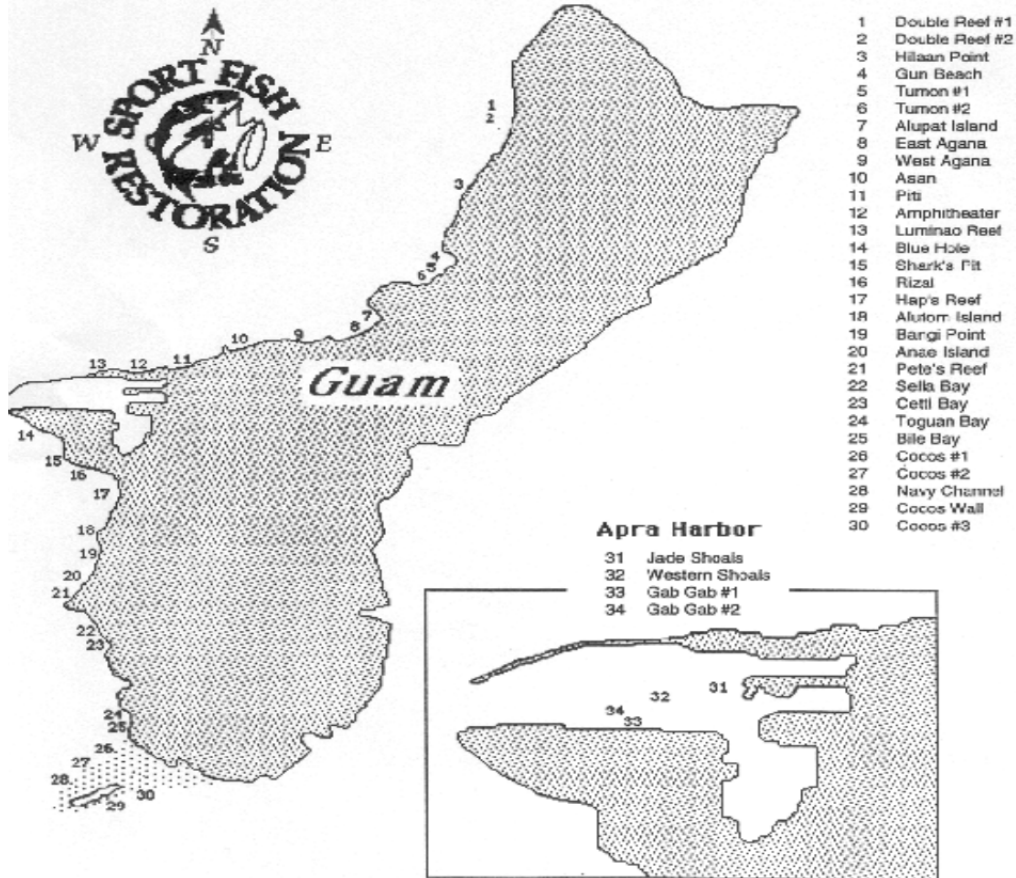 N
W
E
S
SPORT FISH
RESTORATION
Guam
1
2
3
4
5
6
7
8
9
10
11
12
13
14
15
16
17
18
19
20
21
22
23
24
25
26
27
28
29
30
1 Double Reef #1
2 Double Reef #2
3 Hilaan Point
4 Gun Beach
5 Tumon #1
6 Tumon #2
7 Alupat Island
8 East Agana
9 West Agana
10 Asan
11 Piti
12 Amphitheater
13 Luminao Reef
14 Blue Hole
15 Shark's Pit
16 Rizal
17 Hap's Reef
18 Alutom Island
19 Bangi Point
20 Anae Island
21 Pete's Reef
22 Sella Bay
23 Cetti Bay
24 Toguan Bay
25 Bile Bay
26 Cocos #1
27 Cocos #2
28 Navy Channel
29 Cocos Wall
30 Cocos #3
Apra Harbor
31 Jade Shoals
32 Western Shoals
33 Gab Gab #1
34 Gab Gab #2
31
32
34
33